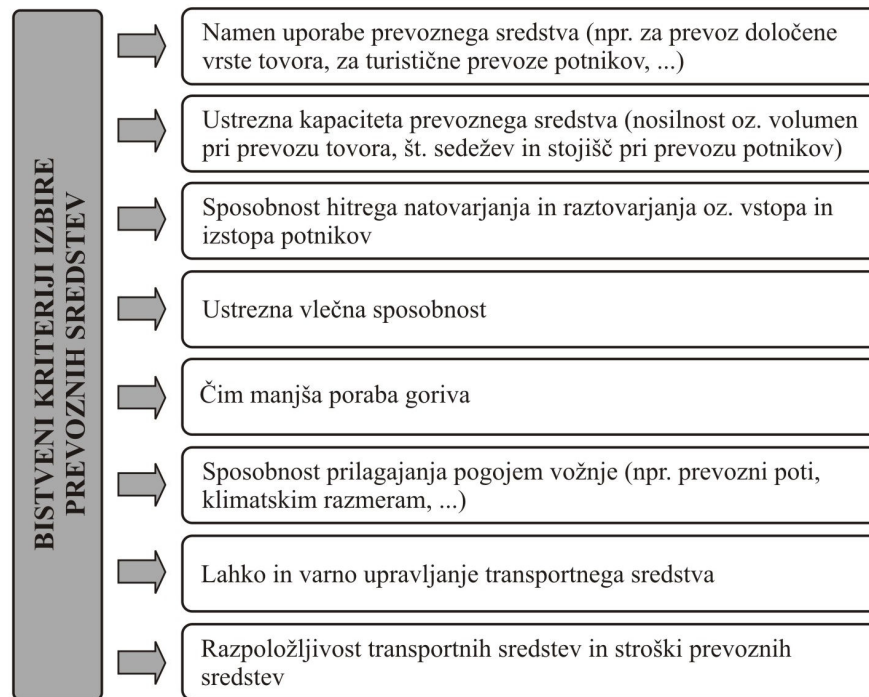 BISTVENI KRITERIJI IZBIRE
PREVOZNIH SREDSTEV
Namen uporabe prevoznega sredstva (npr. za prevoz določene
vrste tovora, za turistične prevoze potnikov, ...)
Ustrezna kapaciteta prevoznega sredstva (nosilnost oz. volumen
pri prevozu tovora, št. sedežev in stojišč pri prevozu potnikov)
Sposobnost hitrega natovarjanja in raztovarjanja oz. vstopa in
izstopa potnikov
Ustrezna vlečna sposobnost
Čim manjša poraba goriva
Sposobnost prilagajanja pogojem vožnje (npr. prevozni poti,
klimatskim razmeram, ...)
Lahko in varno upravljanje transportnega sredstva
Razpoložljivost transportnih sredstev in stroški prevoznih
sredstev